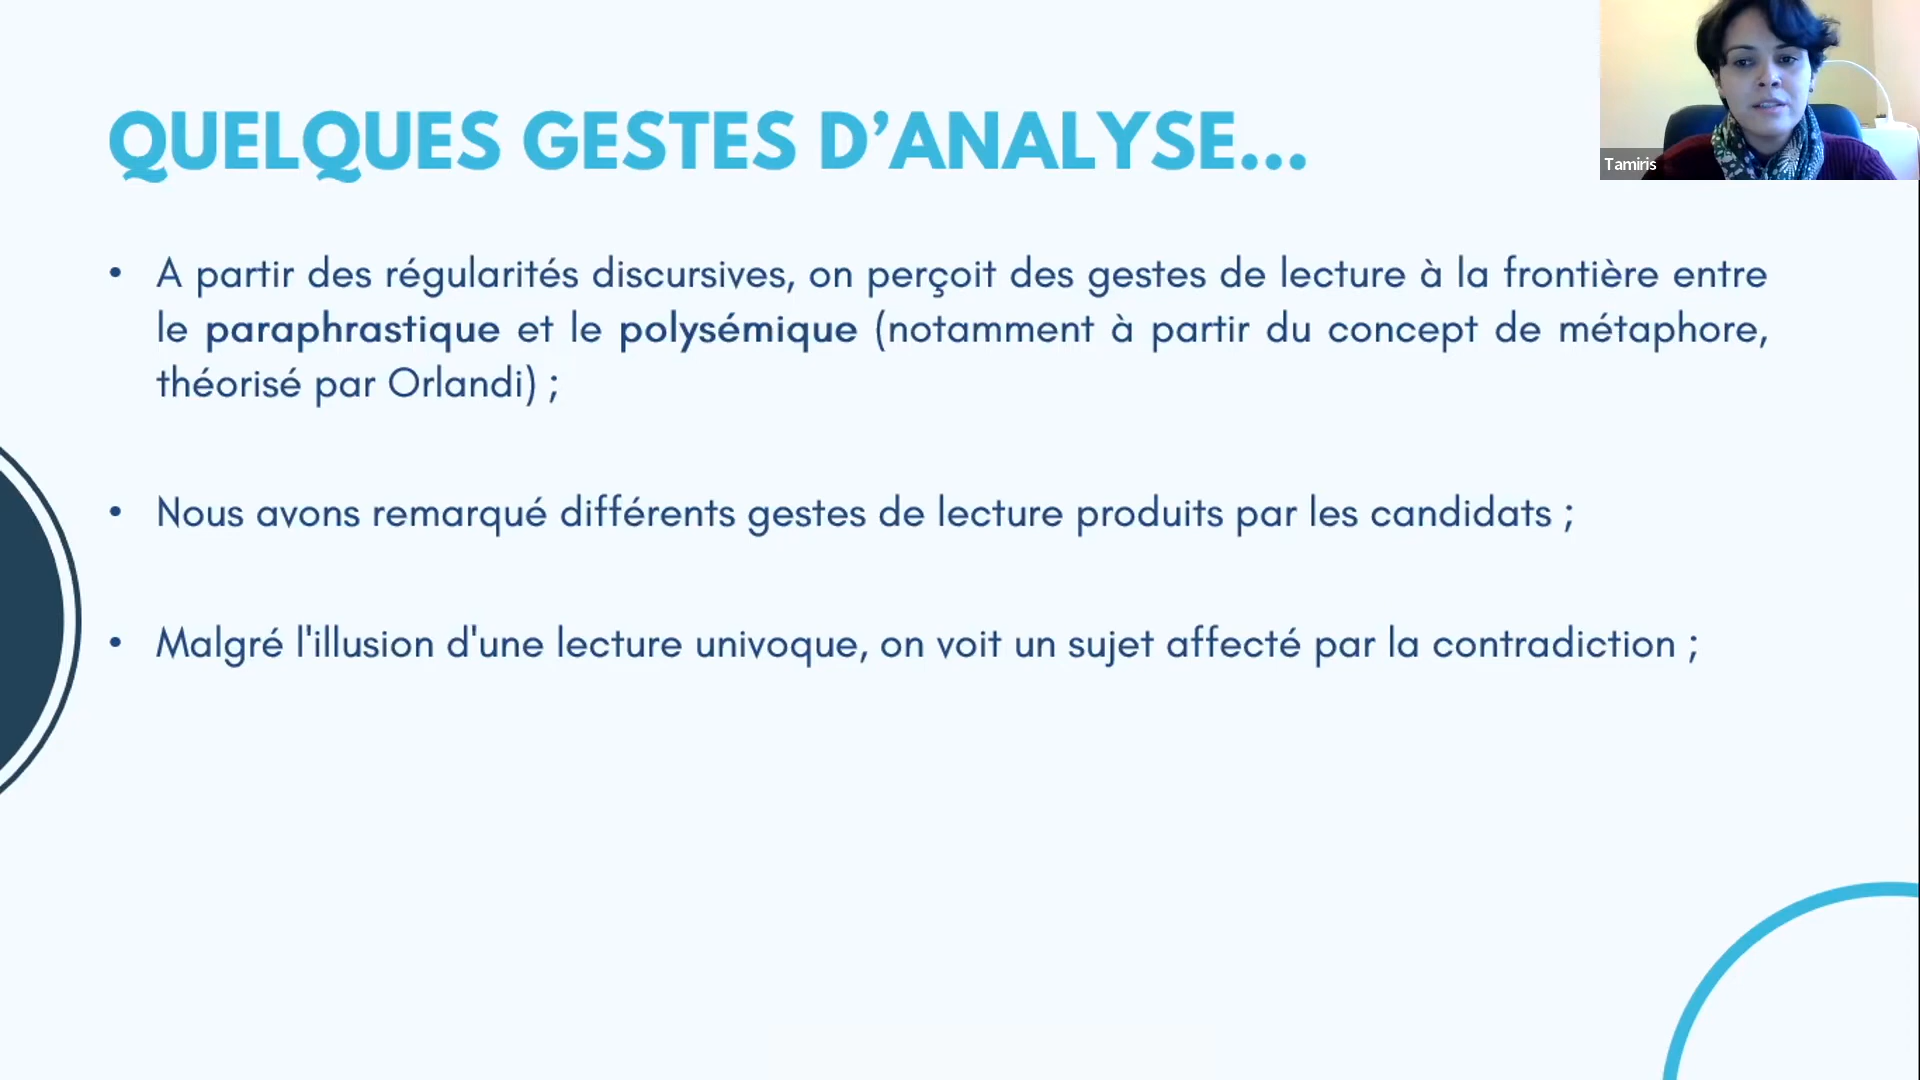 QUELQUES GESTES D’ANALYSE...
Tamiris
• A partir des régularités discursives, on perçoit des gestes de lecture à la frontière entre
le paraphrastique et le polysémique (notamment à partir du concept de métaphore,
théorisé par Orlandi) ;
• Nous avons remarqué différents gestes de lecture produits par les candidats ;
• Malgré l'illusion d'une lecture univoque, on voit un sujet affecté par la contradiction ;